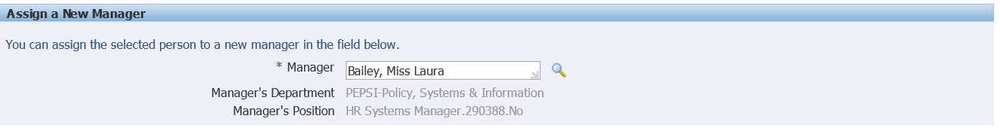 Assign a New Manager
You can assign the selected person to a new manager in the field below.
* Manager Bailey, Miss Laura
Manager's Department PEPSI-Policy, Systems & Information
Manager's Position HR Systems Manager.290388.No